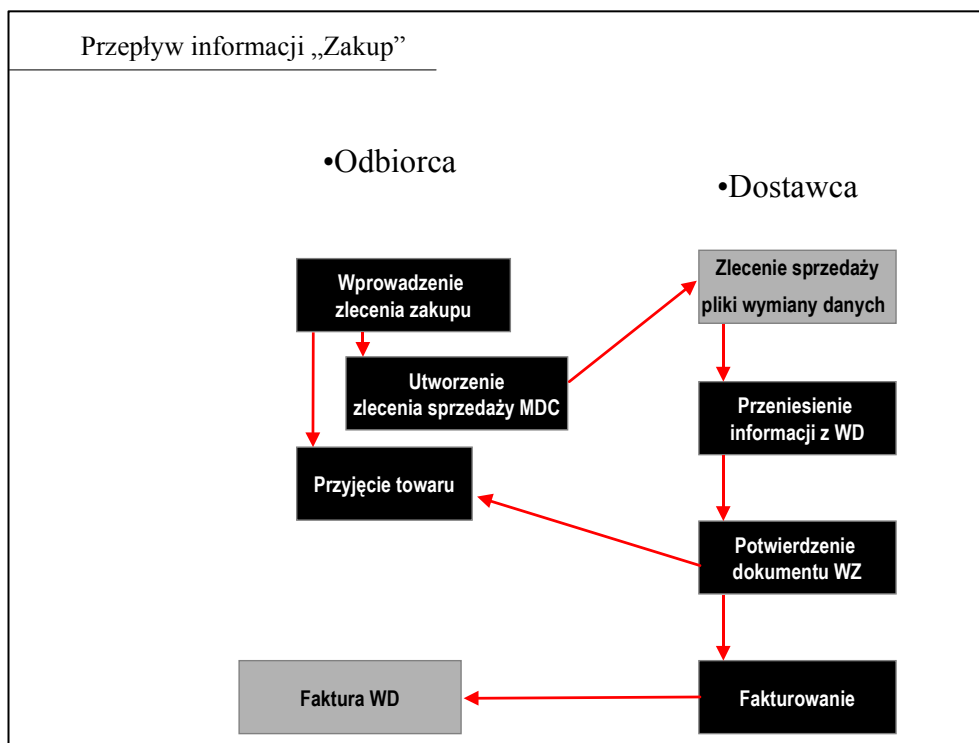 Przepływ informacji „Zakup”
•Odbiorca
•Dostawca
Wprowadzenie
zlecenia zakupu
Zlecenie sprzedaży
pliki wymiany danych
Utworzenie
zlecenia sprzedaży MDC
Przeniesienie
informacji z WD
Przyjęcie towaru
Potwierdzenie
dokumentu WZ
Faktura WD
Fakturowanie